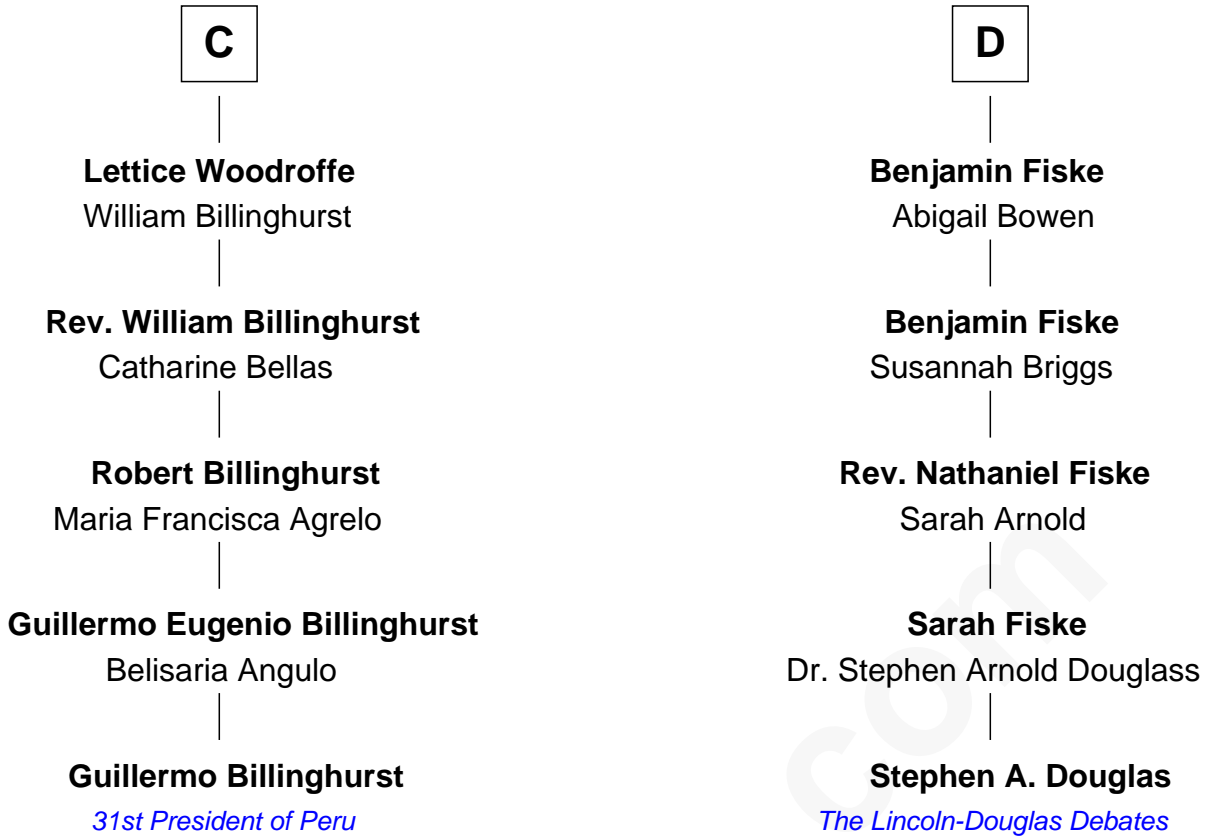 C
Lettice Woodroffe
William Billinghurst
Rev. William Billinghurst
Catharine Bellas
Robert Billinghurst
Maria Francisca Agrelo
Guillermo Eugenio Billinghurst
Belisaria Angulo
Guillermo Billinghurst
31st President of Peru
D
Benjamin Fiske
Abigail Bowen
Benjamin Fiske
Susannah Briggs
Rev. Nathaniel Fiske
Sarah Arnold
Sarah Fiske
Dr. Stephen Arnold Douglass
Stephen A. Douglas
The Lincoln-Douglas Debates
com